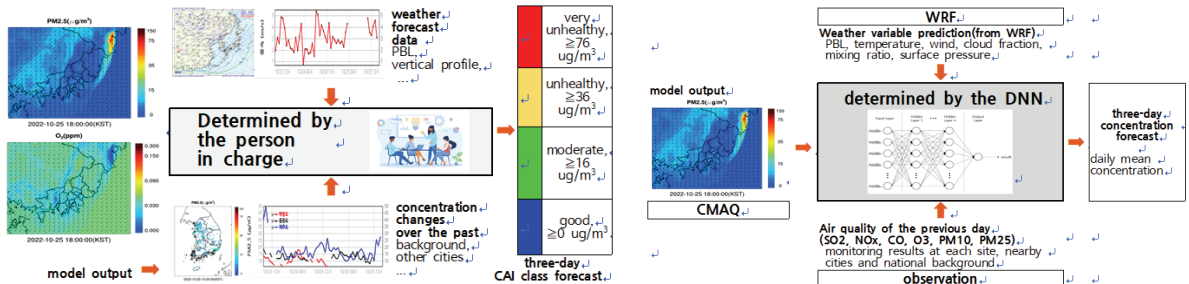 PM2.5(μg/m³)
150
75
35
15
0
2022-10-25 18:00:00(KST)
O₃(ppm)
0.300
0.150
0.090
0.030
0.000
2022-10-25 18:00:00(KST)
model output
weather
forecast
data
PBL,
vertical profile,
...
Determined by
the person
in charge
concentration
changes
over the past
background,
other cities
...
very
unhealthy,
≧76
ug/m³
unhealthy,
≧36
ug/m³
moderate,
≧16
ug/m³
good,
≧0 ug/m³
three-day
CAI class forecast
model output
PM2.5(μg/m³)
150
75
35
15
0
2022-10-25 18:00:00(KST)
CMAQ
WRF
Weather variable prediction(from WRF)
PBL, temperature, wind, cloud fraction,
mixing ratio, surface pressure.
determined by the DNN
Air quality of the previous day
(SO2, NOx, CO, O3, PM10, PM25)
monitoring results at each site, nearby
cities and national background
observation
three-day
concentration
forecast
daily mean
concentration